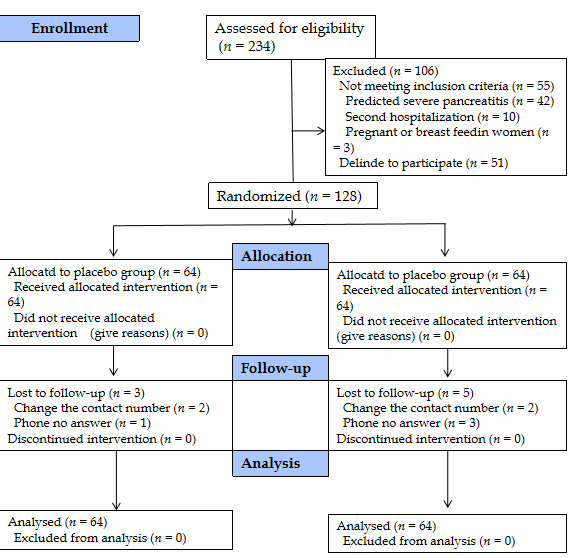 Enrollment
Assessed for eligibility
(n = 234)
Excluded (n = 106)
Not meeting inclusion criteria (n = 55)
Predicted severe pancreatitis (n = 42)
Second hospitalization (n = 10)
Pregnant or breast feedin women (n
= 3)
Delinde to participate (n = 51)
Randomized (n = 128)
Allocation
Allocatd to placebo group (n = 64)
Received allocated intervention (n =
64)
Did not receive allocated
intervention (give reasons) (n = 0)
Allocatd to placebo group (n = 64)
Received allocated intervention (n =
64)
Did not receive allocated intervention
(give reasons) (n = 0)
Follow-up
Lost to follow-up (n = 3)
Change the contact number (n = 2)
Phone no answer (n = 1)
Discontinued intervention (n = 0)
Lost to follow-up (n = 5)
Change the contact number (n = 2)
Phone no answer (n = 3)
Discontinued intervention (n = 0)
Analysis
Analysed (n = 64)
Excluded from analysis (n = 0)
Analysed (n = 64)
Excluded from analysis (n = 0)